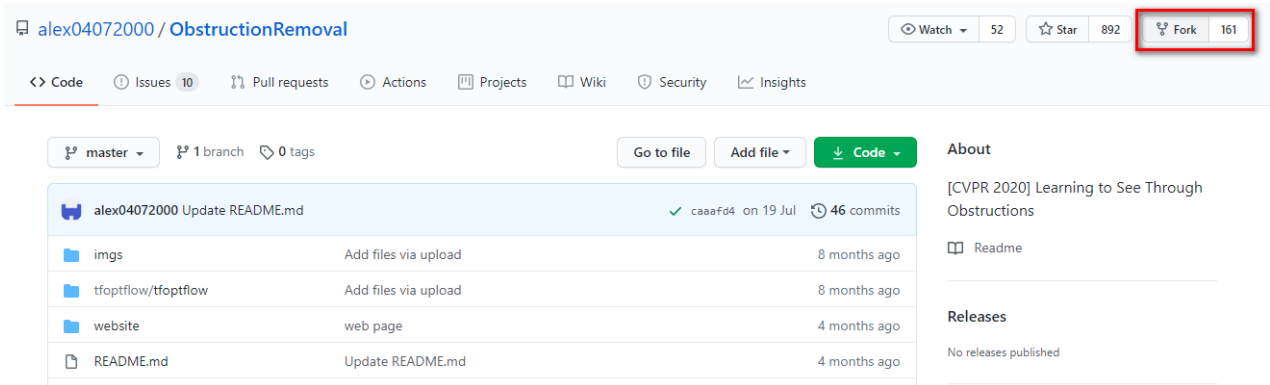 alex04072000 / ObstructionRemoval
Watch 52 Star 892 Fork 161
Code Issues 10 Pull requests Actions Projects Wiki Security Insights
master 1 branch 0 tags Go to file Add file Code
alex04072000 Update README.md caaafd4 on 19 Jul 46 commits
imgs Add files via upload 8 months ago
tfoptflow/tfoptflow Add files via upload 8 months ago
website web page 4 months ago
README.md Update README.md 4 months ago
About
[CVPR 2020] Learning to See Through
Obstructions
Readme
Releases
No releases published